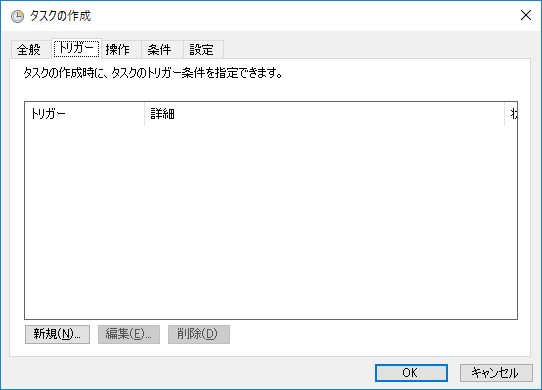 タスクの作成
全般 トリガー 操作 条件 設定
タスクの作成時に、タスクのトリガー条件を指定できます。
トリガー 詳細
新規(N)... 編集(E)... 削除(D)
OK キャンセル